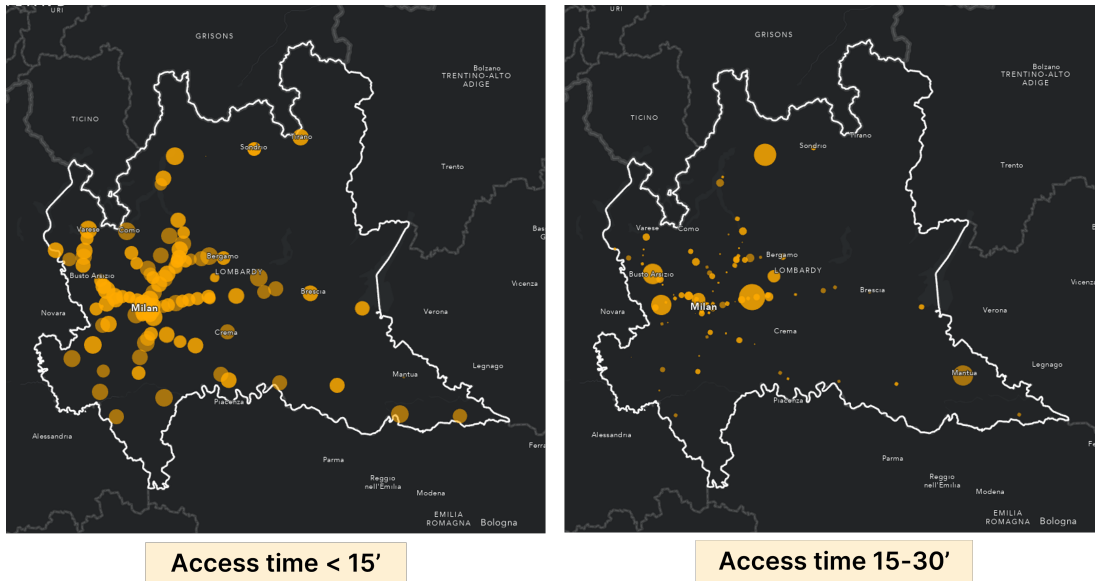 URI
GRISONS
Bolzano
TRENTINO-ALTO
ADIGE
TICINO
Tirano
Sondrio
Trento
Varese
Como
Bergamo
LOMBARDY
Busto Arsizio
Brescia
Vicenza
Milan
Novara
Verona
Crema
Legnago
Mantua
Piacenza
Alessandria
Parma
Reggio
nell'Emilia
Modena
EMILIA
ROMAGNA
Bologna
Access time < 15’
URI
GRISONS
Bolzano
TRENTINO-ALTO
ADIGE
TICINO
Tirano
Sondrio
Trento
Varese
Como
Bergamo
LOMBARDY
Busto Arsizio
Brescia
Vicenza
Milan
Novara
Verona
Crema
Legnago
Mantua
Piacenza
Alessandria
Parma
Reggio
nell'Emilia
Modena
EMILIA
ROMAGNA
Bologna
Access time 15-30’